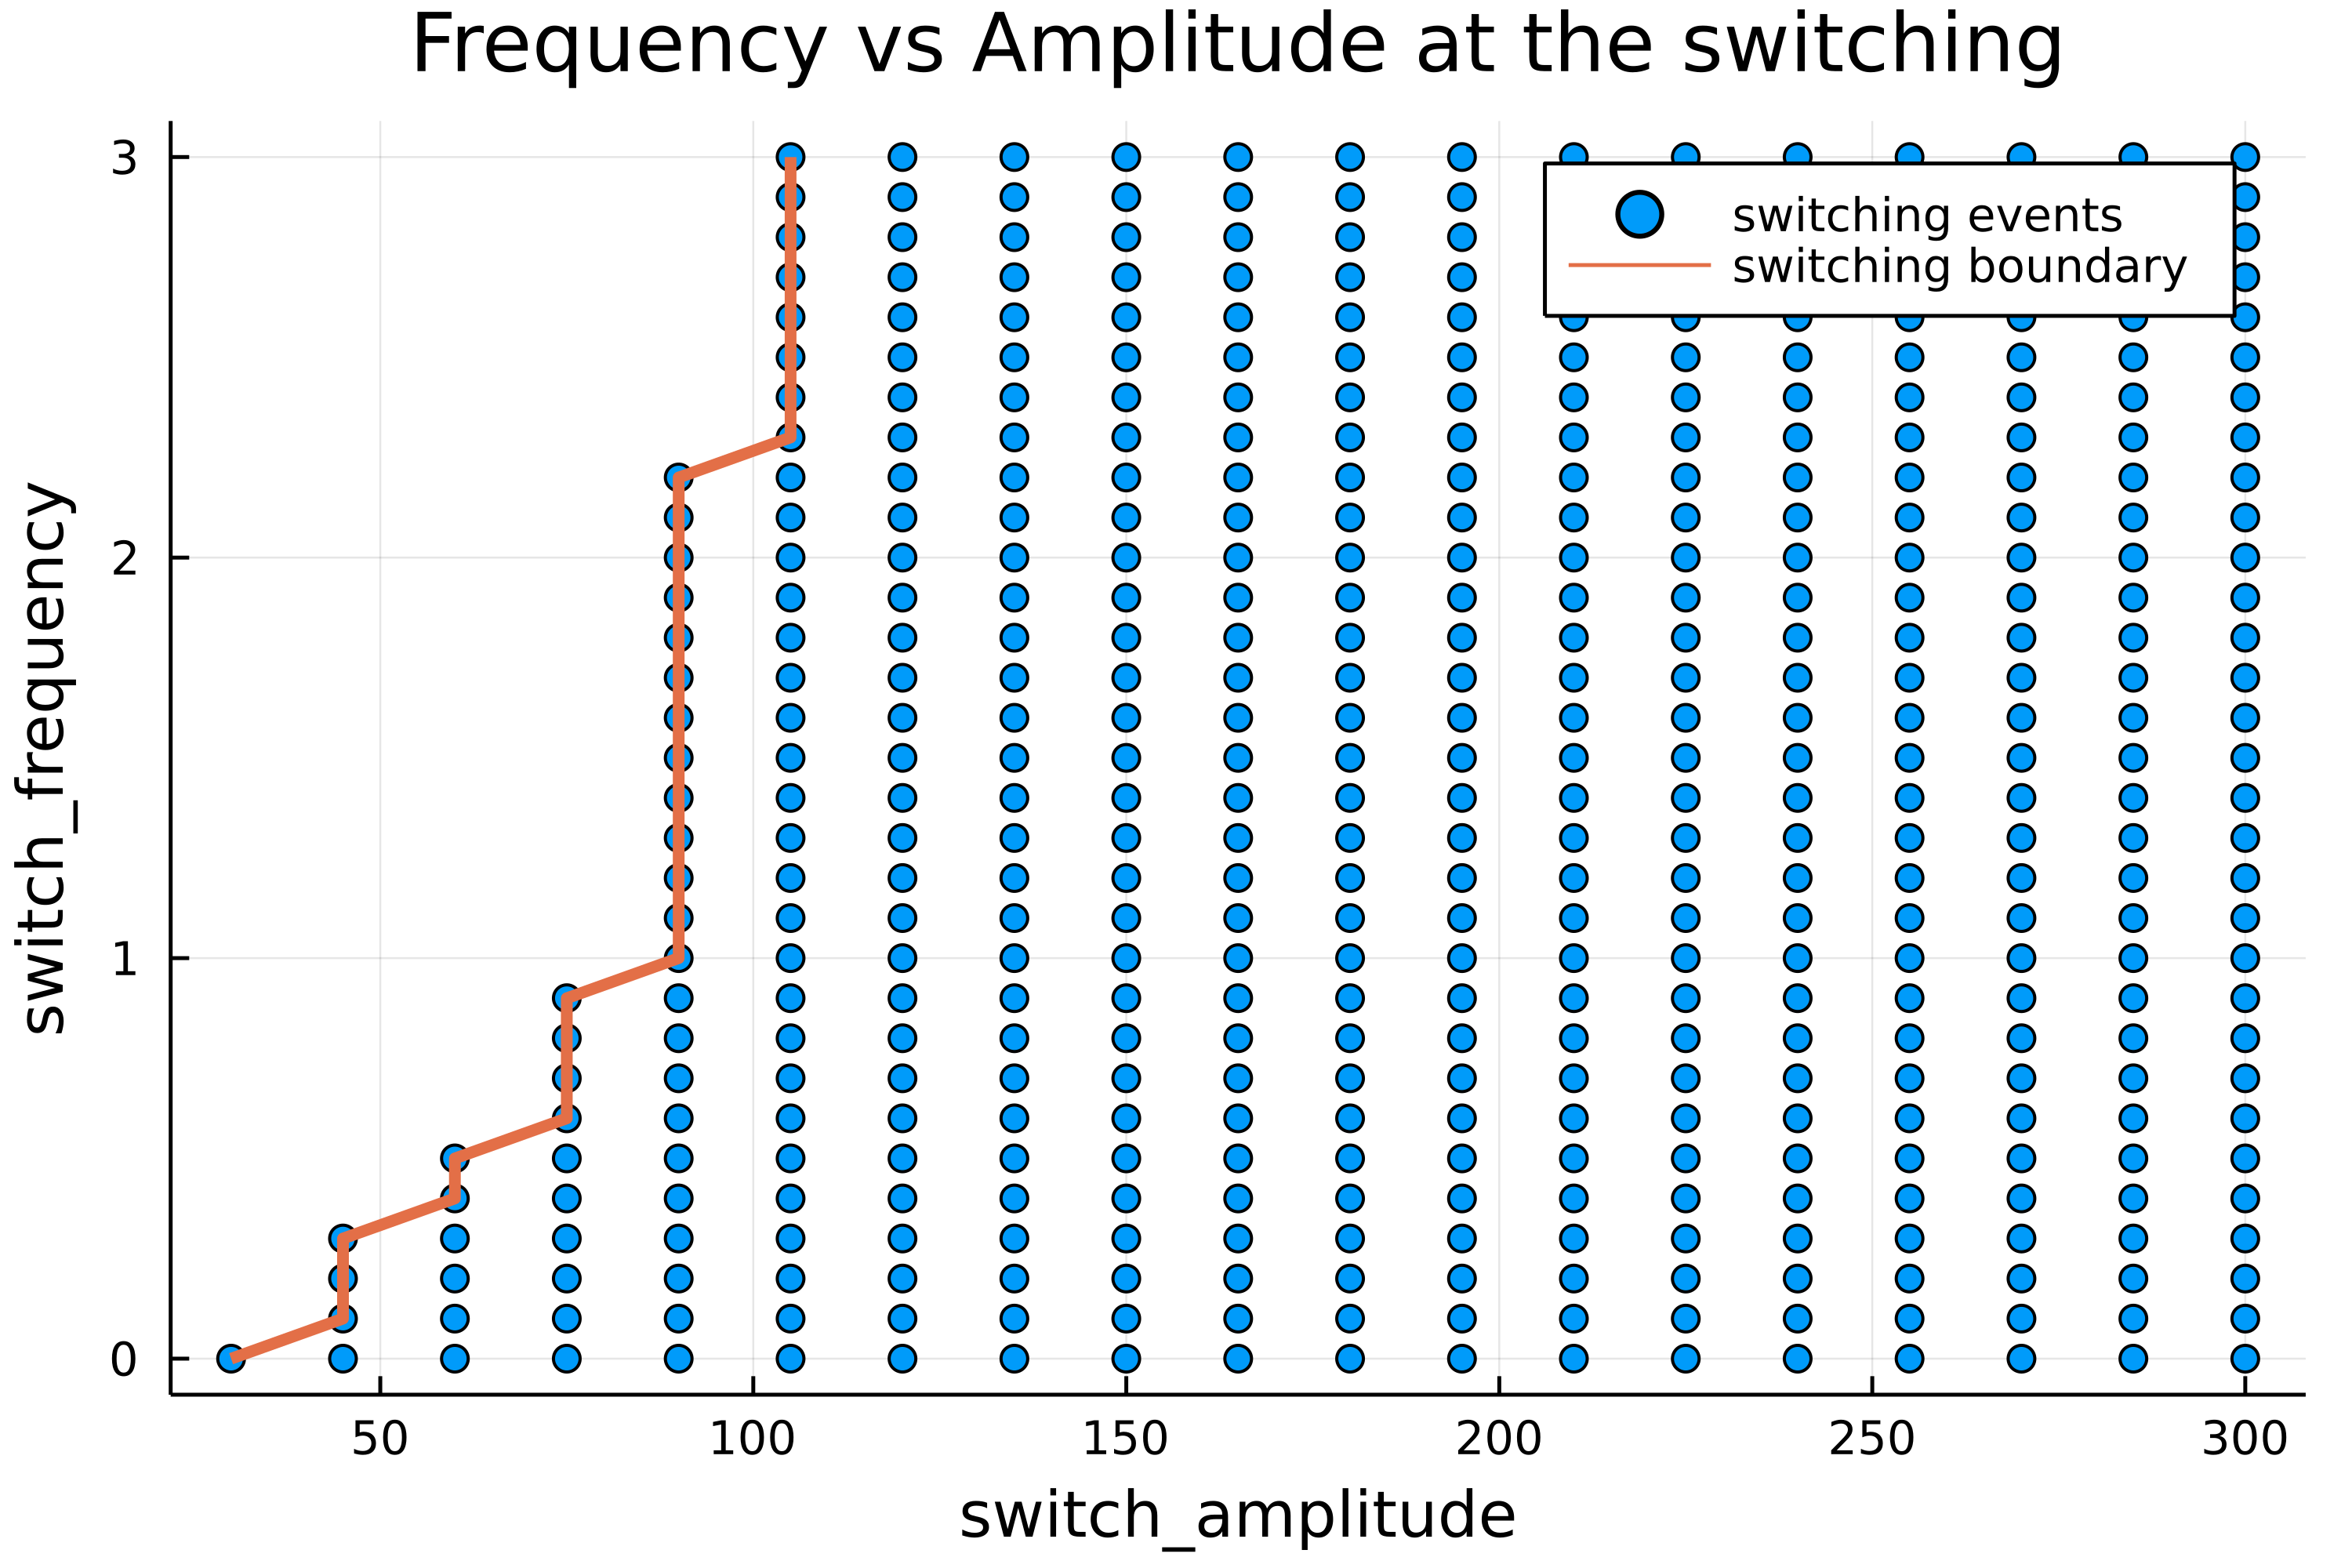 Frequency vs Amplitude at the switching
switching events
switching boundary
switch_frequency
3
2
1
0
50 100 150 200 250 300
switch_amplitude